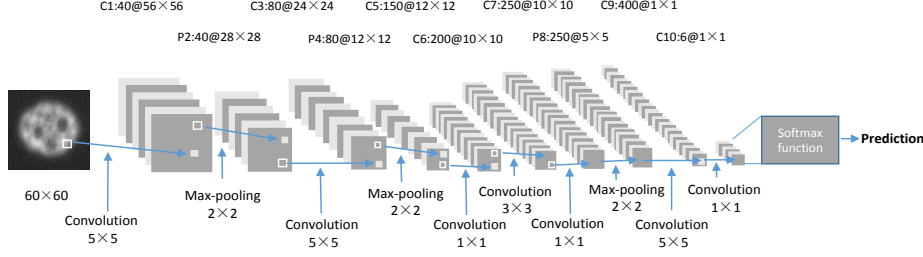 C1:40@56×56
C3:80@24×24
C5:150@12×12
C7:250@10×10
C9:400@1×1
P2:40@28×28
P4:80@12×12
C6:200@10×10
P8:250@5×5
C10:6@1×1
Softmax
function
Prediction
60×60
Max-pooling
2×2
Max-pooling
2×2
Convolution
3×3
Max-pooling
2×2
Convolution
1×1
Convolution
5×5
Convolution
5×5
Convolution
1×1
Convolution
1×1
Convolution
5×5